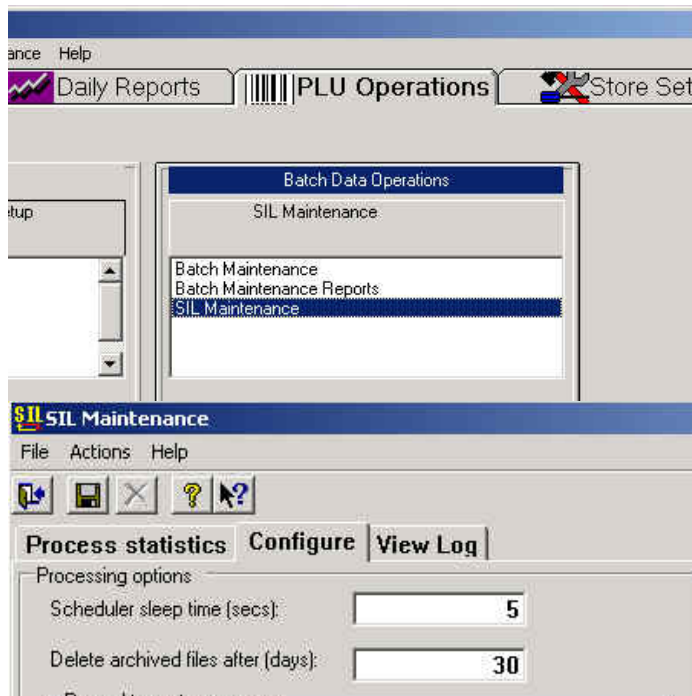 ance Help
Daily Reports PLU Operations Store Set
Batch Data Operations
tup SIL Maintenance
Batch Maintenance
Batch Maintenance Reports
SIL Maintenance
SIL SIL Maintenance
File Actions Help
Process statistics Configure View Log
Processing options
Scheduler sleep time (secs): 5
Delete archived files after (days): 30